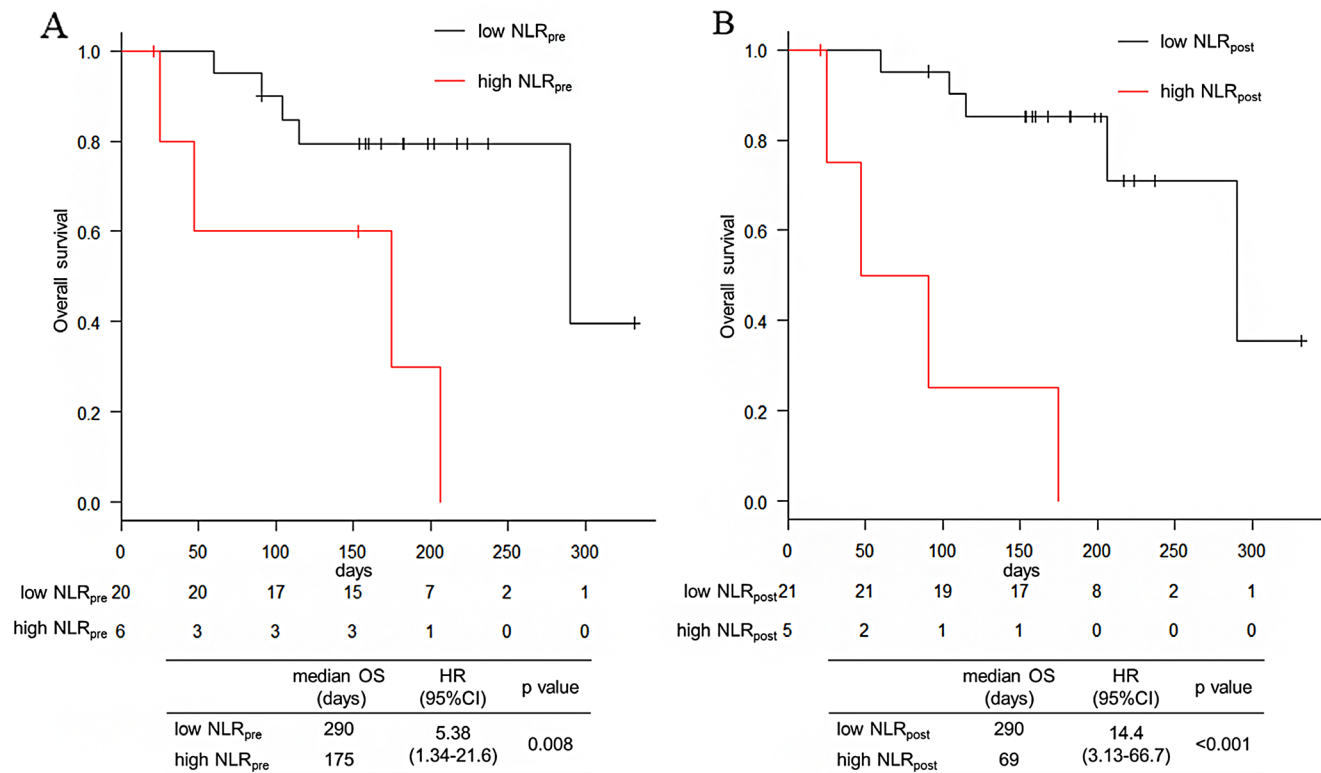 A
low NLRpre
high NLRpre
Overall survival
1.0
0.8
0.6
0.4
0.2
0.0
0 50 100 150 200 250 300
days
low NLRpre 20 20 17 15 7 2 1
high NLRpre 6 3 3 3 1 0 0
median OS (days) HR (95%CI) p value
low NLRpre 290 5.38 (1.34-21.6) 0.008
high NLRpre 175
B
low NLRpost
high NLRpost
Overall survival
1.0
0.8
0.6
0.4
0.2
0.0
0 50 100 150 200 250 300
days
low NLRpost 21 21 19 17 8 2 1
high NLRpost 5 2 1 1 0 0 0
median OS (days) HR (95%CI) p value
low NLRpost 290 14.4 (3.13-66.7) <0.001
high NLRpost 69